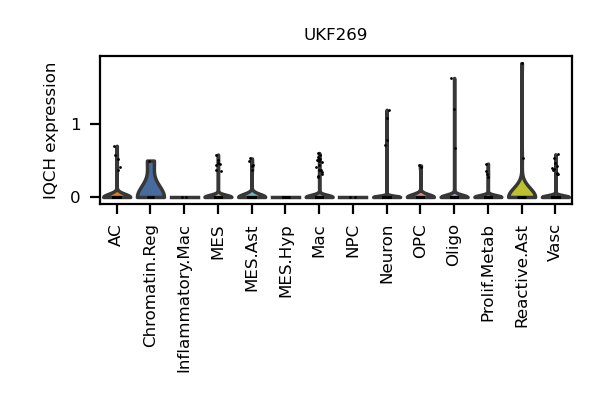 UKF269
IQCH expression
1
0
AC
Chromatin.Reg
Inflammatory.Mac
MES
MES.Ast
MES.Hyp
Mac
NPC
Neuron
OPC
Oligo
Prolif.Metab
Reactive.Ast
Vasc